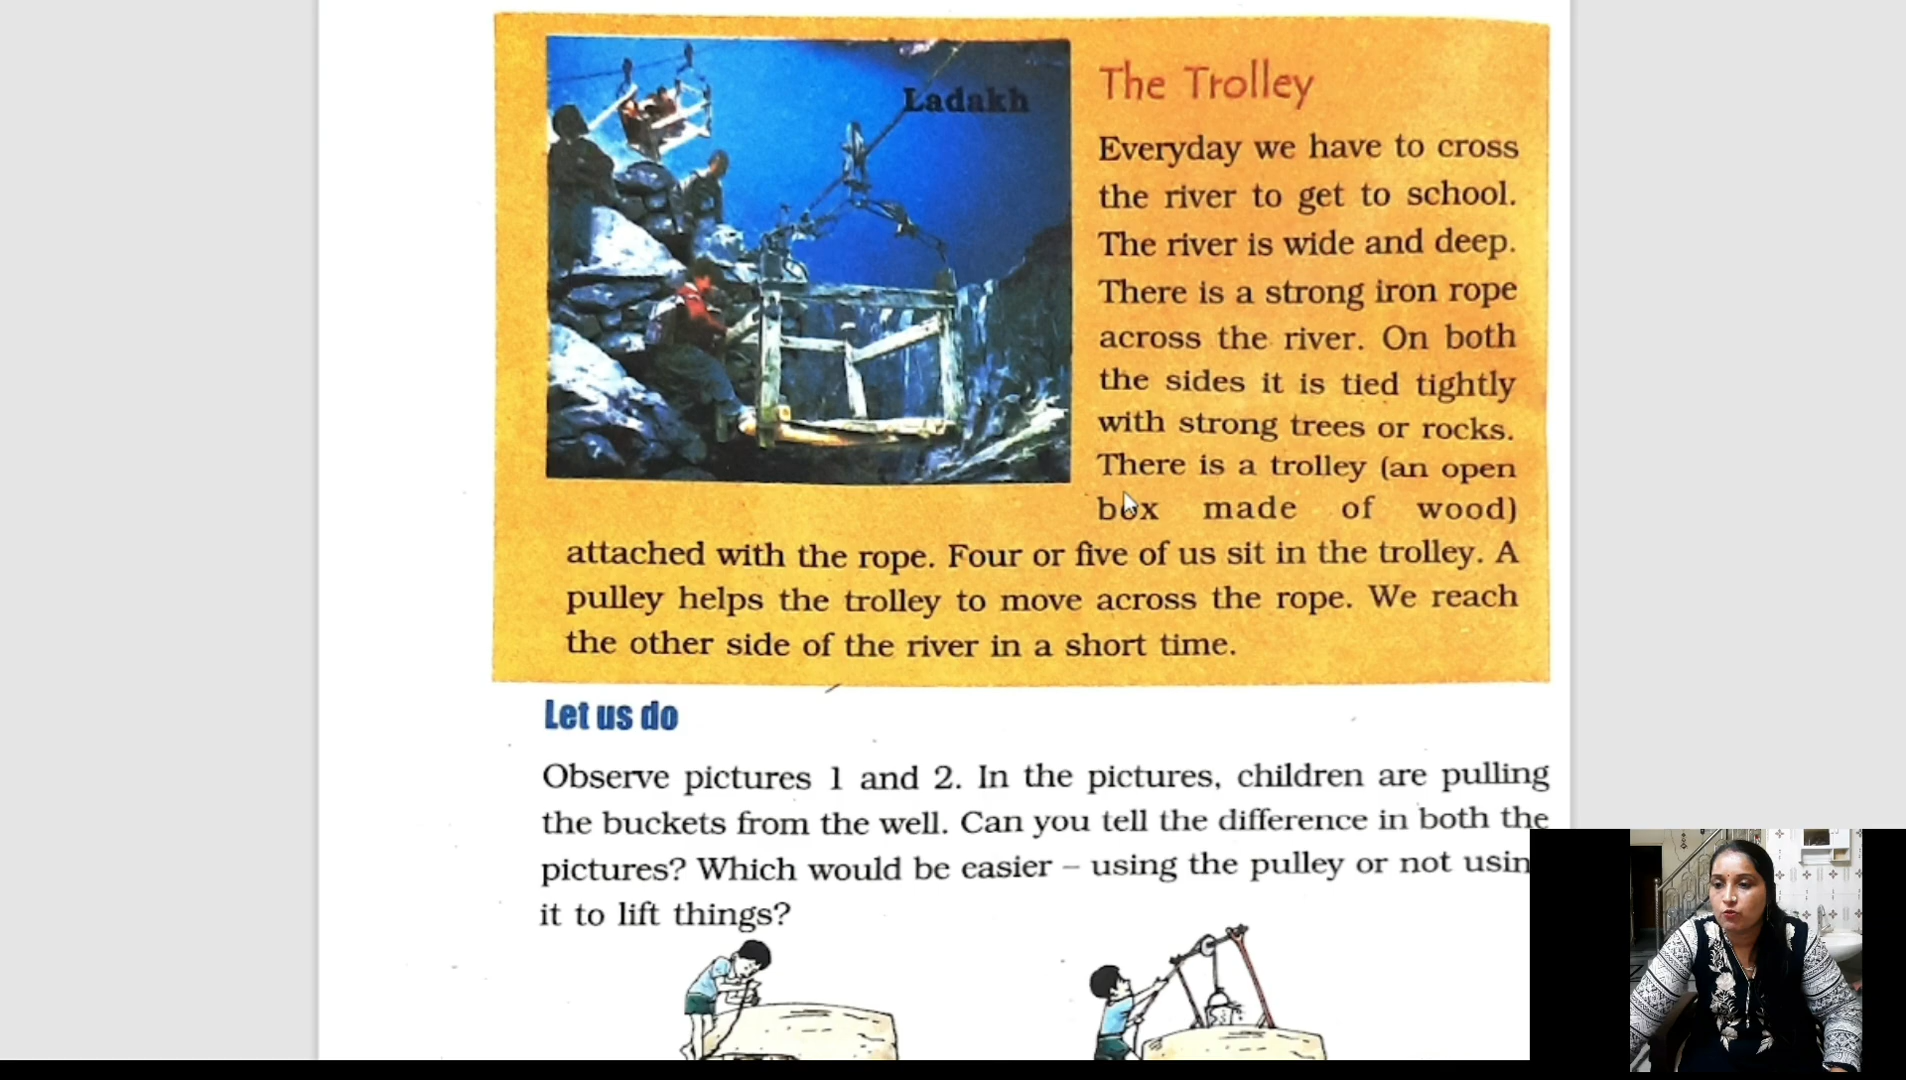 Ladakh
The Trolley
Everyday we have to cross
the river to get to school.
The river is wide and deep.
There is a strong iron rope
across the river. On both
the sides it is tied tightly
with strong trees or rocks.
There is a trolley (an open
box made of wood)
attached with the rope. Four or five of us sit in the trolley. A
pulley helps the trolley to move across the rope. We reach
the other side of the river in a short time.
Let us do
Observe pictures 1 and 2. In the pictures, children are pulling
the buckets from the well. Can you tell the difference in both the
pictures? Which would be easier – using the pulley or not usin
it to lift things?